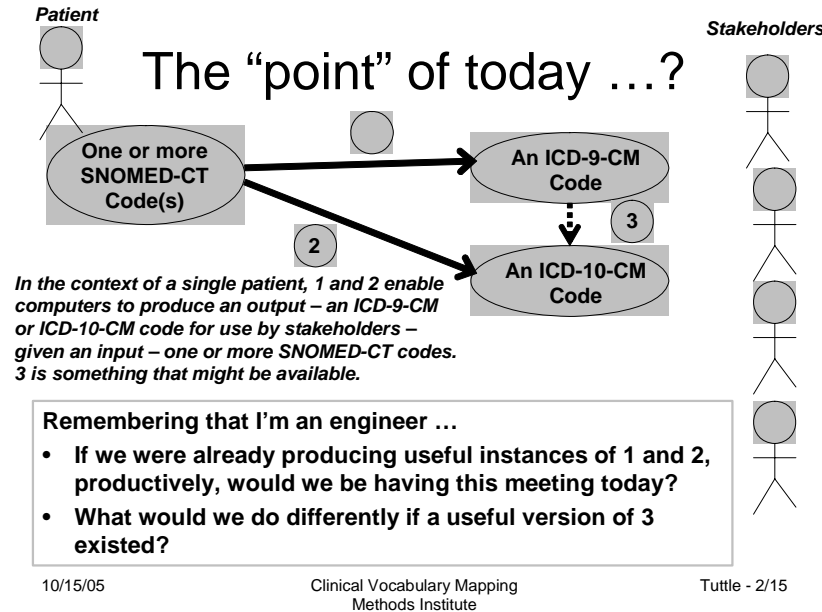 Patient
Stakeholders
The “point” of today …?
One or more
SNOMED-CT
Code(s)
An ICD-9-CM
Code
3
2
An ICD-10-CM
Code
In the context of a single patient, 1 and 2 enable
computers to produce an output – an ICD-9-CM
or ICD-10-CM code for use by stakeholders –
given an input – one or more SNOMED-CT codes.
3 is something that might be available.
Remembering that I’m an engineer …
• If we were already producing useful instances of 1 and 2,
productively, would we be having this meeting today?
• What would we do differently if a useful version of 3
existed?
10/15/05
Clinical Vocabulary Mapping
Methods Institute
Tuttle - 2/15